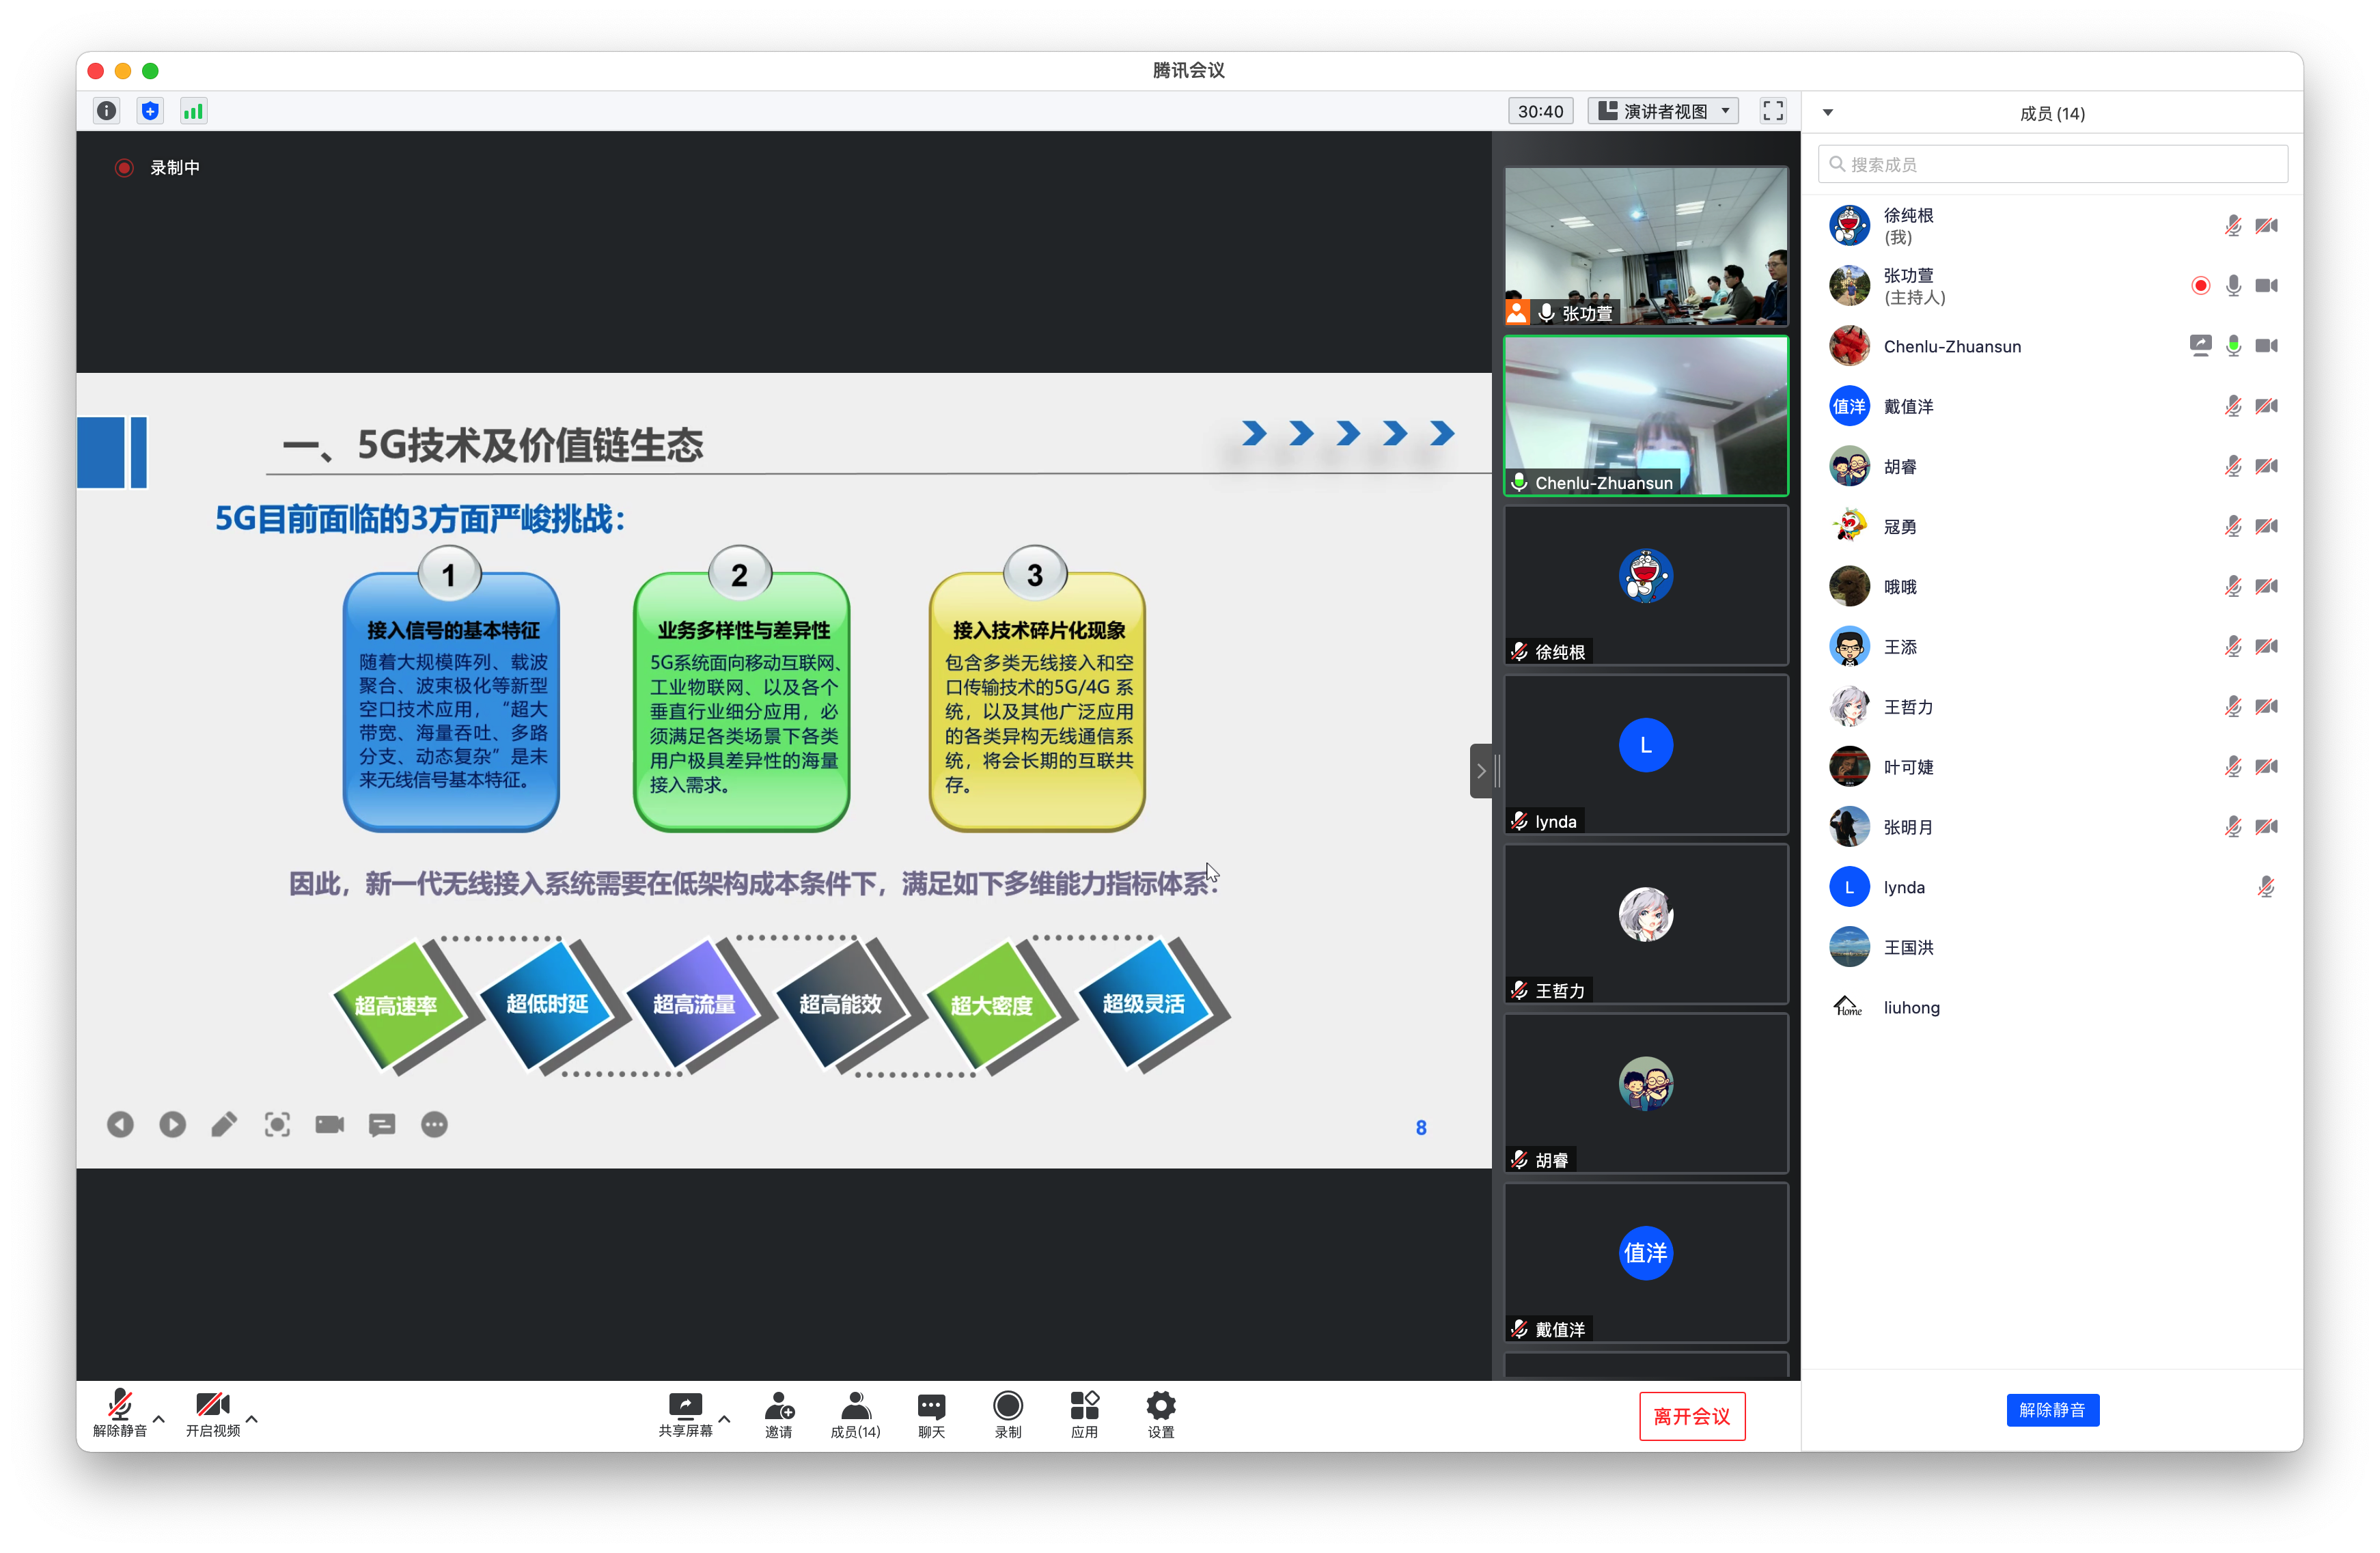 腾讯会议
30:40
演讲者视图
成员 (14)
录制中
搜索成员
一、5G技术及价值链生态
5G目前面临的3方面严峻挑战：
1
接入信号的基本特征
随着大规模阵列、载波
聚合、波束极化等新型
空口技术应用，“超大
带宽、海量吞吐、多路
分支、动态复杂”是未
来无线信号基本特征。
2
业务多样性与差异性
5G系统面向移动互联网、
工业物联网、以及各个
垂直行业细分应用，必
须满足各类场景下各类
用户极具差异性的海量
接入需求。
3
接入技术碎片化现象
包含多类无线接入和空
口传输技术的5G/4G 系
统，以及其他广泛应用
的各类异构无线通信系
统，将会长期的互联共
存。
因此，新一代无线接入系统需要在低架构成本条件下，满足如下多维能力指标体系：
超高速率
超低时延
超高流量
超高能效
超大密度
超级灵活
8
张功萱
Chenlu-Zhuansun
徐纯根
L
lynda
王哲力
胡睿
值洋
戴值洋
徐纯根
(我)
张功萱
(主持人)
Chenlu-Zhuansun
值洋
戴值洋
胡睿
冠勇
哦哦
王添
王哲力
叶可婕
张明月
L
lynda
王国洪
Home
liuhong
解除静音
开启视频
共享屏幕
邀请
成员(14)
聊天
录制
应用
设置
离开会议
解除静音